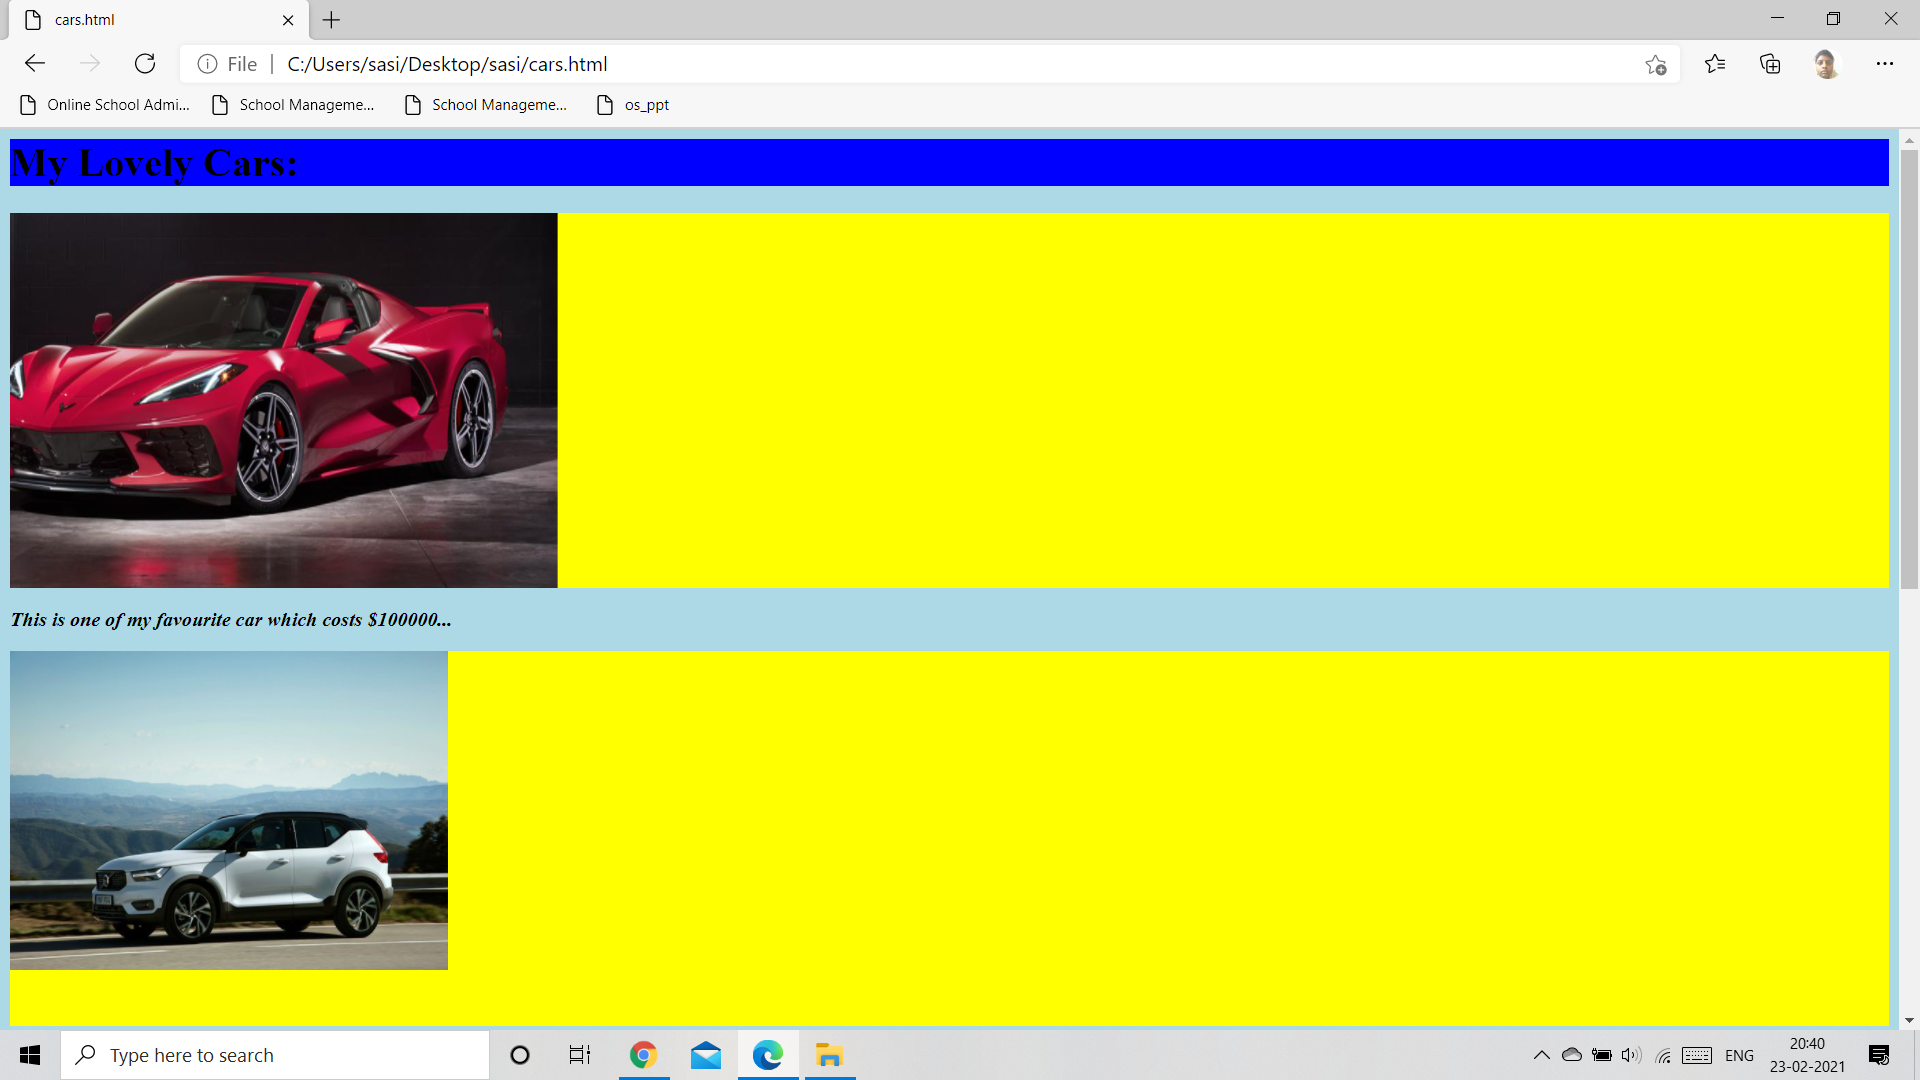 cars.html
File
C:/Users/sasi/Desktop/sasi/cars.html
Online School Admi...
School Manageme...
School Manageme...
os_ppt
My Lovely Cars:
This is one of my favourite car which costs $100000...
Type here to search
ENG
20:40
23-02-2021